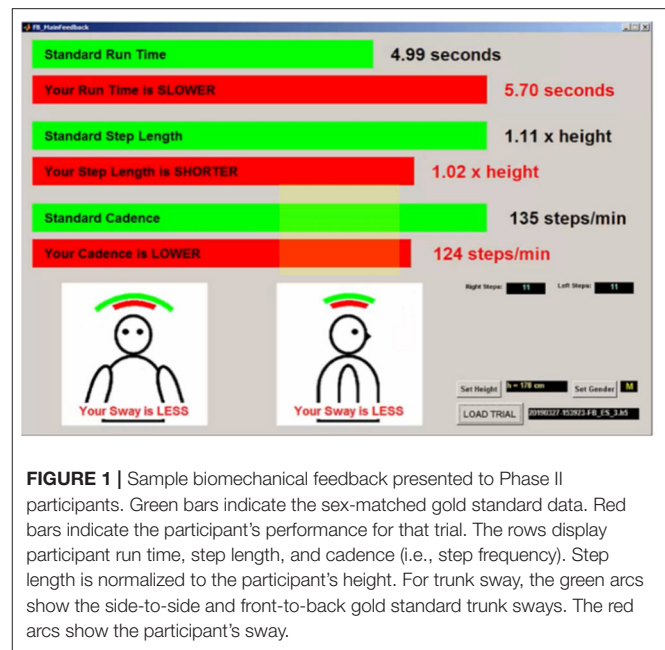 FB_MainFeedback
Standard Run Time 4.99 seconds
Your Run Time is SLOWER 5.70 seconds
Standard Step Length 1.11 x height
Your Step Length is SHORTER 1.02 x height
Standard Cadence 135 steps/min
Your Cadence is LOWER 124 steps/min
Right Steps: 11 Left Steps: 11
Your Sway is LESS Your Sway is LESS
Set Height h = 178 cm Set Gender M
LOAD TRIAL 20190327-153923-FB_ES_3.h5
FIGURE 1 | Sample biomechanical feedback presented to Phase II
participants. Green bars indicate the sex-matched gold standard data. Red
bars indicate the participant's performance for that trial. The rows display
participant run time, step length, and cadence (i.e., step frequency). Step
length is normalized to the participant's height. For trunk sway, the green arcs
show the side-to-side and front-to-back gold standard trunk sways. The red
arcs show the participant's sway.